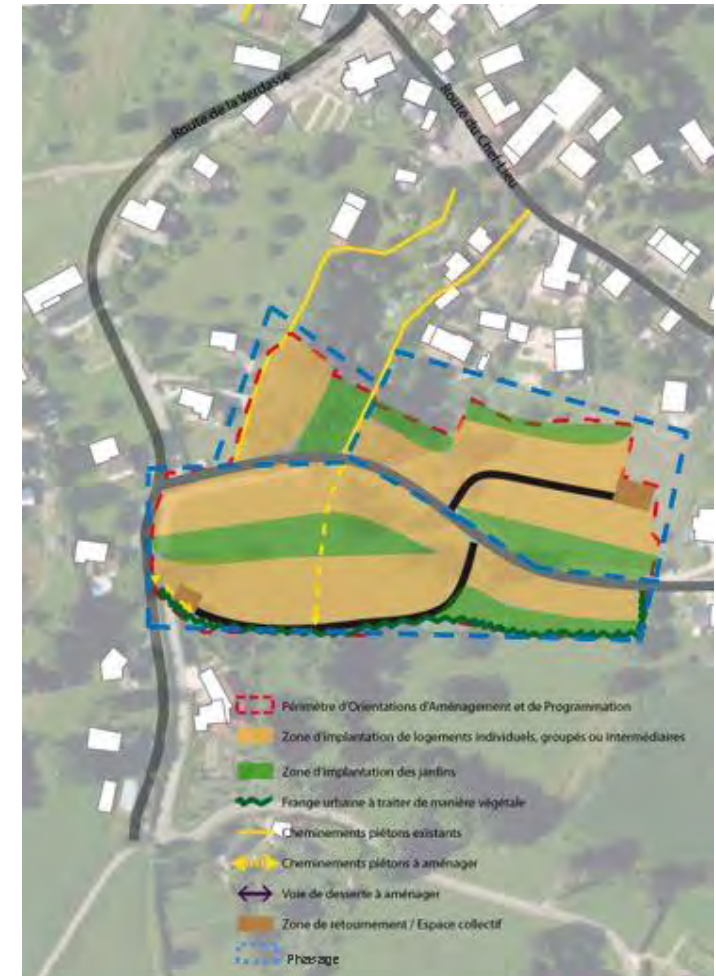 Route de la Verdasse
Route du Chef-Lieu
Périmètre d'Orientations d'Aménagement et de Programmation
Zone d'implantation de logements individuels, groupés ou intermédiaires
Zone d'implantation des jardins
Frange urbaine à traiter de manière végétale
Cheminements piétons existants
Cheminements piétons à aménager
Voie de desserte à aménager
Zone de retournement / Espace collectif
Phasage